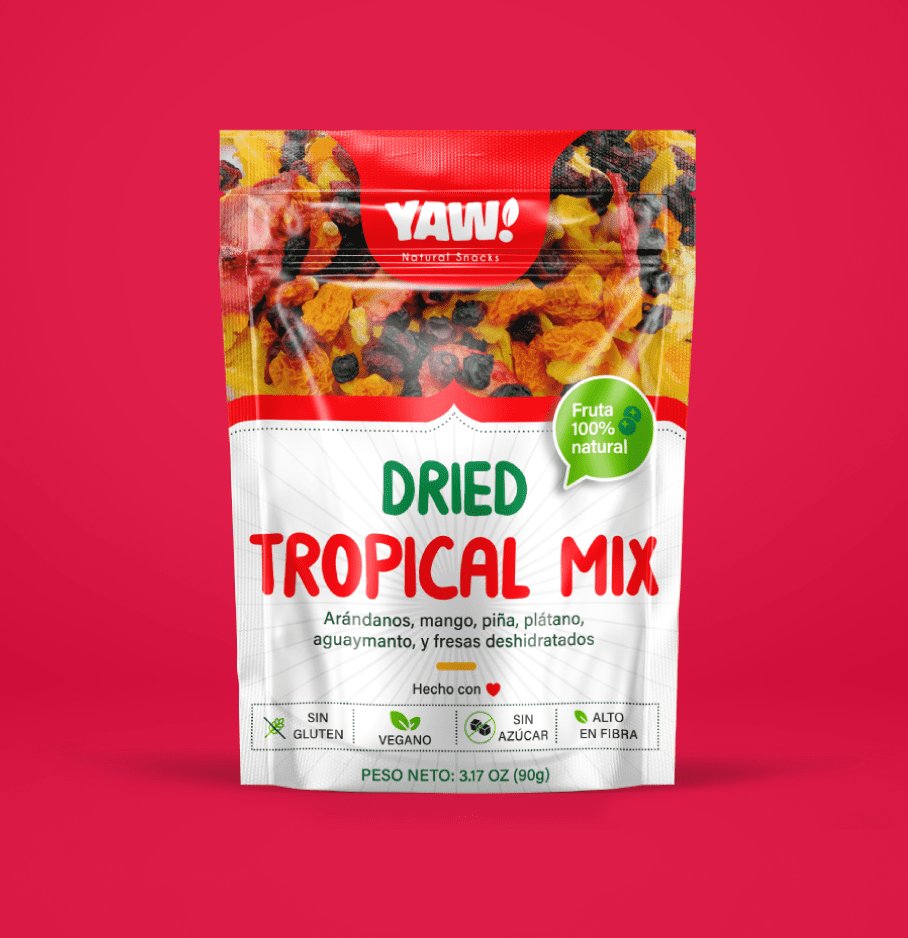 YAW!
Natural Snacks
Fruta
100%
natural
DRIED
TROPICAL MIX
Arándanos, mango, piña, plátano,
aguaymanto, y fresas deshidratados
Hecho con
SIN
GLUTEN
VEGANO
SIN
AZÚCAR
ALTO
EN FIBRA
PESO NETO: 3.17 OZ (90g)